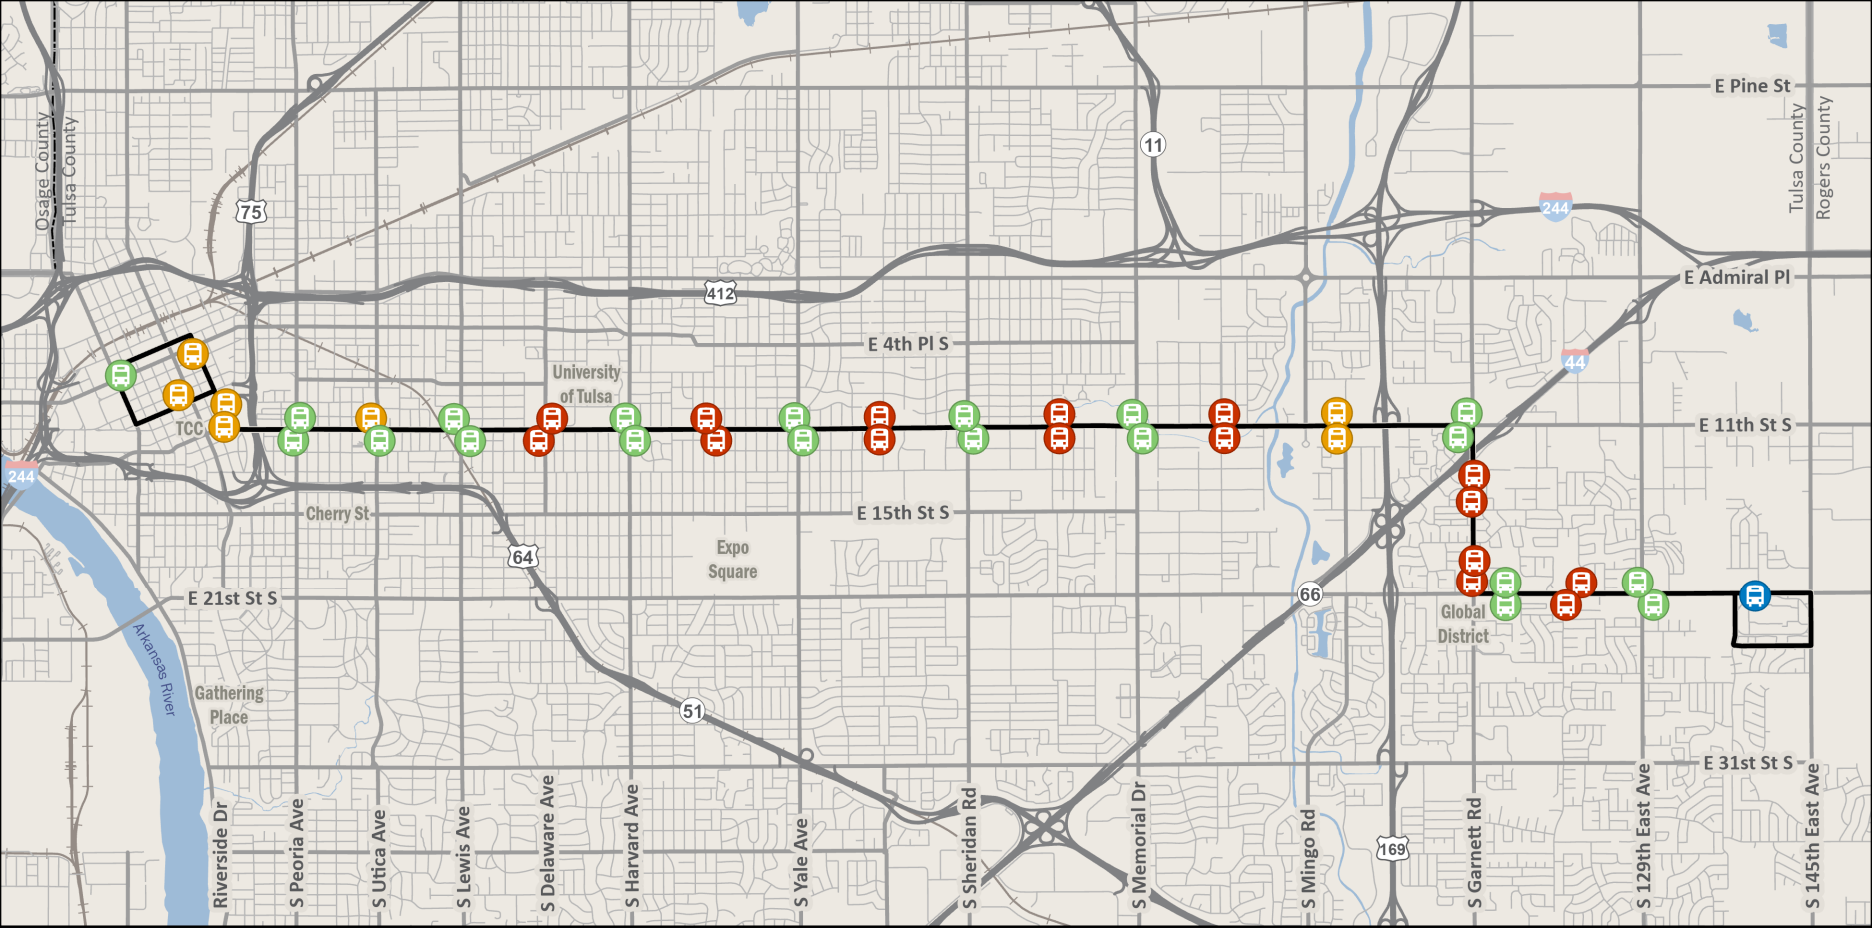 E Pine St
Osage County
Tulsa County
Tulsa County
Rogers County
11
75
244
E Admiral Pl
412
E 4th Pl S
44
University
of Tulsa
TCC
E 11th St S
244
Cherry St
E 15th St S
Expo
Square
64
66
E 21st St S
Global
District
Arkansas River
Gathering
Place
51
E 31st St S
169
Riverside Dr
S Peoria Ave
S Utica Ave
S Lewis Ave
S Delaware Ave
S Harvard Ave
S Yale Ave
S Sheridan Rd
S Memorial Dr
S Mingo Rd
S Garnett Rd
S 129th East Ave
S 145th East Ave